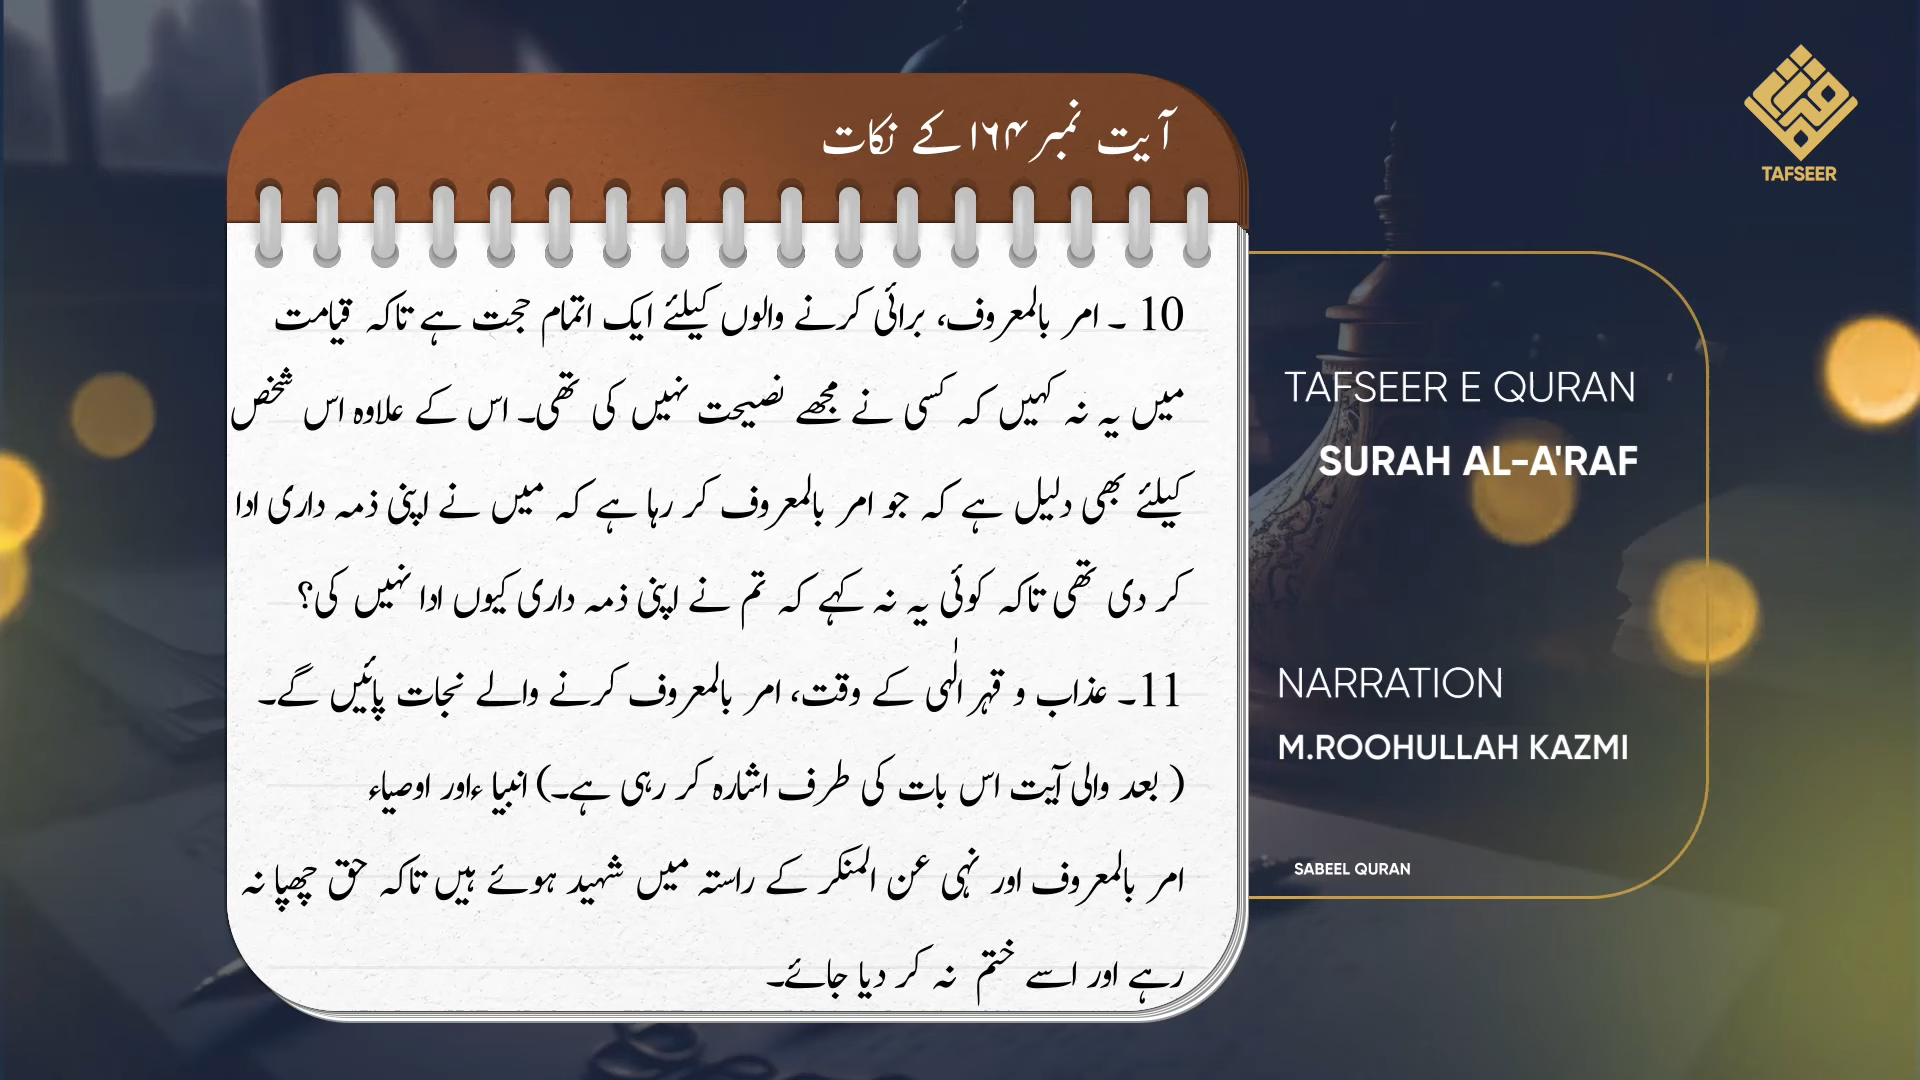 آیت نمبر ۱۶۴ کے نکات
10 ۔ امر بالمعروف، برائی کرنے والوں کیلئے ایک اتمام حجت ہے تاکہ قیامت
میں یہ نہ کہیں کہ کسی نے مجھے نصیحت نہیں کی تھی۔ اس کے علاوہ اس شخص
کیلئے بھی دلیل ہے کہ جو امر بالمعروف کر رہا ہے کہ میں نے اپنی ذمہ داری ادا
کر دی تھی تاکہ کوئی یہ نہ کہے کہ تم نے اپنی ذمہ داری کیوں ادا نہیں کی؟
11۔ عذاب و قہر الٰہی کے وقت، امر بالمعروف کرنے والے نجات پائیں گے۔
( بعد والی آیت اس بات کی طرف اشارہ کر رہی ہے۔) انبیا ءاور اوصیاء
امر بالمعروف اور نہی عن المنکر کے راستہ میں شہید ہوئے ہیں تاکہ حق چھپا نہ
رہے اور اسے ختم نہ کر دیا جائے۔
TAFSEER
TAFSEER E QURAN
SURAH AL-A'RAF
NARRATION
M.ROOHULLAH KAZMI
SABEEL QURAN